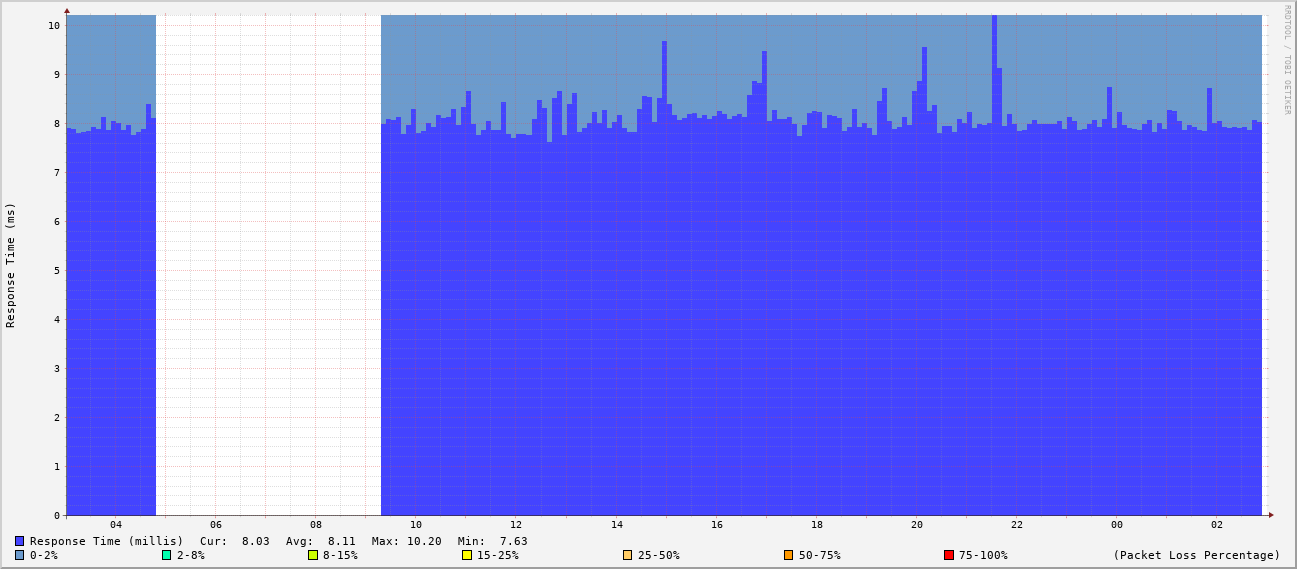 RRDTOOL / TOBI OETIKER
Response Time (ms)
10
9
8
7
6
5
4
3
2
1
0
04 06 08 10 12 14 16 18 20 22 00 02
Response Time (millis) Cur: 8.03 Avg: 8.11 Max: 10.20 Min: 7.63
0-2% 2-8% 8-15% 15-25% 25-50% 50-75% 75-100% (Packet Loss Percentage)